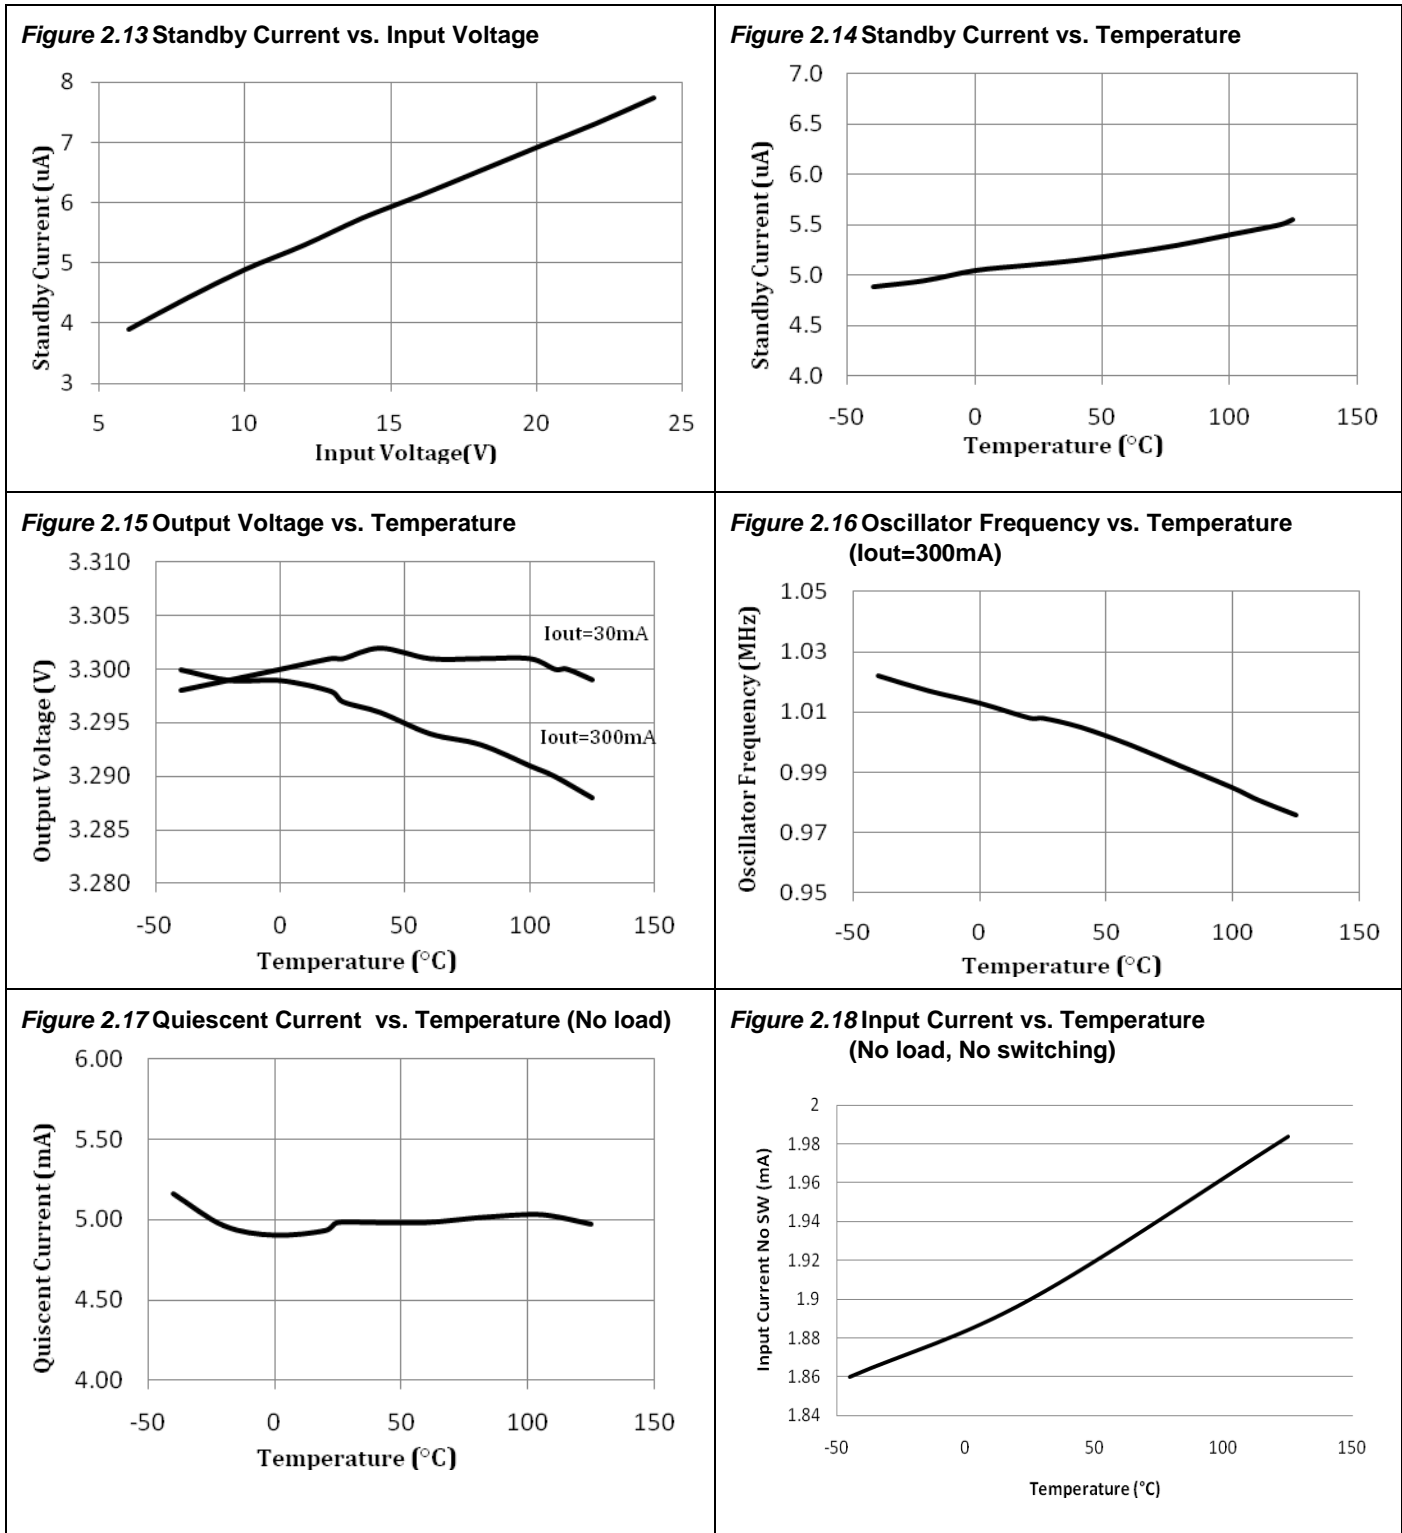 Figure 2.13 Standby Current vs. Input Voltage
8
7
6
5
4
3
Standby Current (uA)
5 10 15 20 25
Input Voltage(V)
Figure 2.14 Standby Current vs. Temperature
7.0
6.5
6.0
5.5
5.0
4.5
4.0
Standby Current (uA)
-50 0 50 100 150
Temperature (°C)
Figure 2.15 Output Voltage vs. Temperature
3.310
3.305
3.300
3.295
3.290
3.285
3.280
Output Voltage (V)
Iout=30mA
Iout=300mA
-50 0 50 100 150
Temperature (°C)
Figure 2.16 Oscillator Frequency vs. Temperature
(Iout=300mA)
1.05
1.03
1.01
0.99
0.97
0.95
Oscillator Frequency (MHz)
-50 0 50 100 150
Temperature (°C)
Figure 2.17 Quiescent Current vs. Temperature (No load)
6.00
5.50
5.00
4.50
4.00
Quiscent Current (mA)
-50 0 50 100 150
Temperature (°C)
Figure 2.18 Input Current vs. Temperature
(No load, No switching)
2
1.98
1.96
1.94
1.92
1.9
1.88
1.86
1.84
Input Current No SW (mA)
-50 0 50 100 150
Temperature (°C)